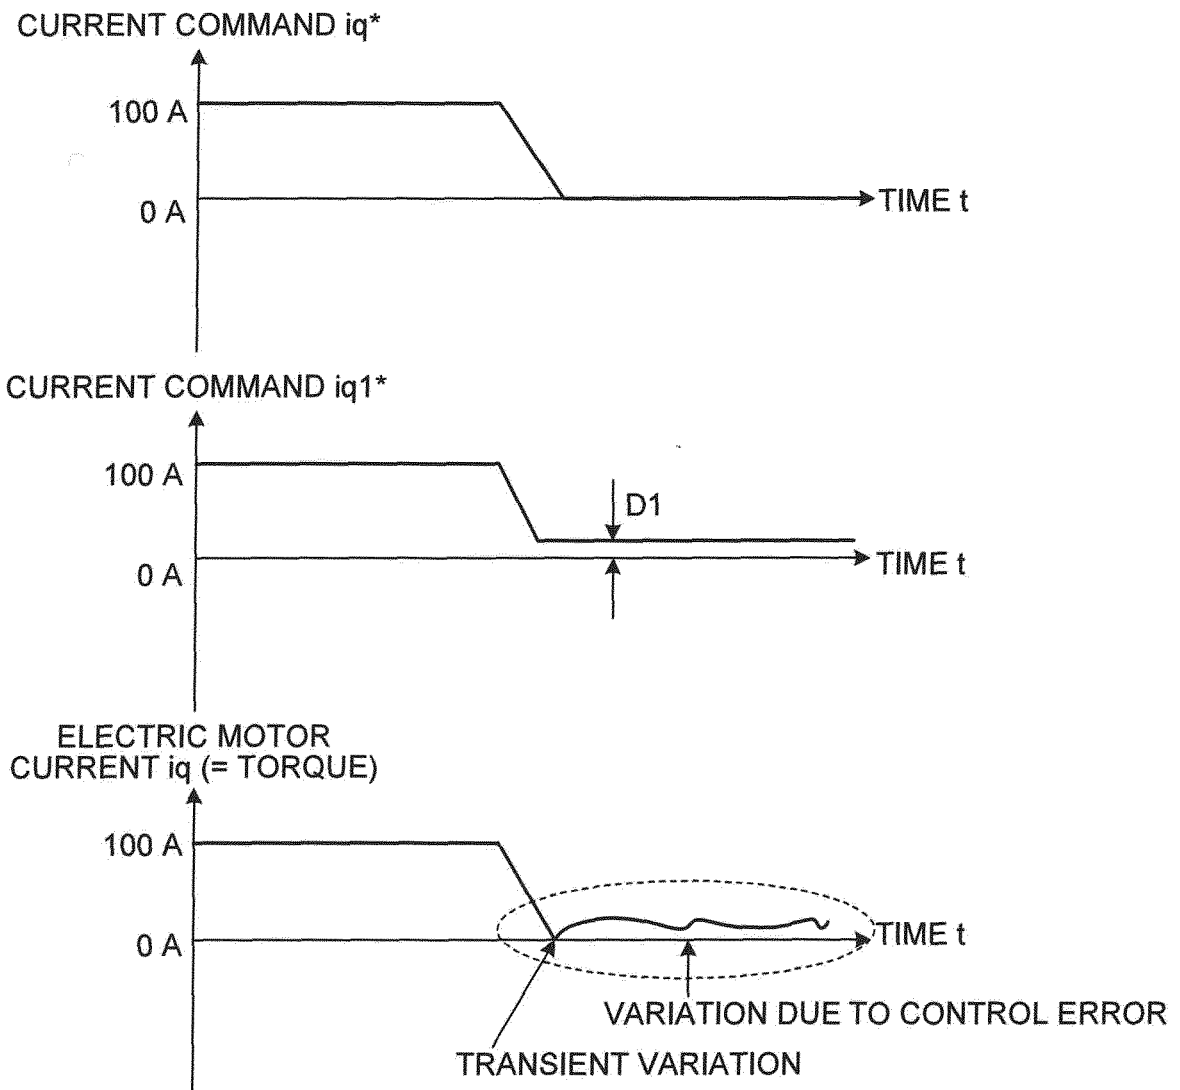 CURRENT COMMAND iq*
100 A
0 A
TIME t
CURRENT COMMAND iq1*
100 A
D1
0 A
TIME t
ELECTRIC MOTOR
CURRENT iq (= TORQUE)
100 A
0 A
TIME t
VARIATION DUE TO CONTROL ERROR
TRANSIENT VARIATION